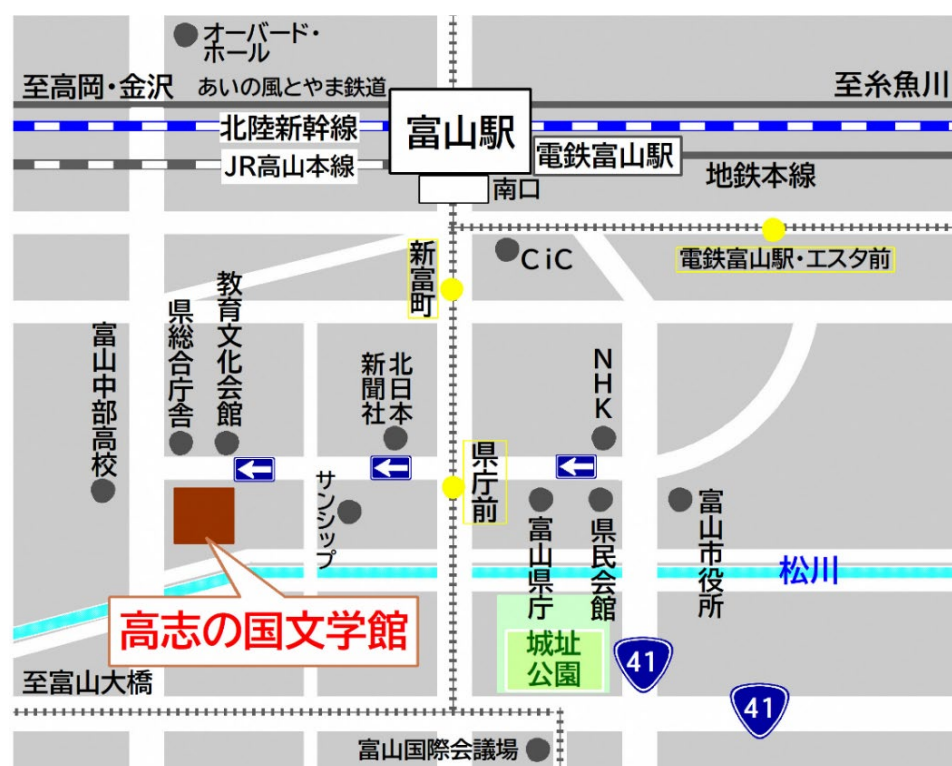 オーバード・
ホール
至高岡・金沢
あいの風とやま鉄道
至糸魚川
北陸新幹線
富山駅
JR高山本線
電鉄富山駅
地鉄本線
南口
新富町
CiC
電鉄富山駅・エスタ前
富山中部高校
県総合庁舎
教育文化会館
北日本
新聞社
NHK
サンシップ
県庁前
富山県庁
県民会館
富山市役所
松川
高志の国文学館
城址
公園
41
至富山大橋
41
富山国際会議場